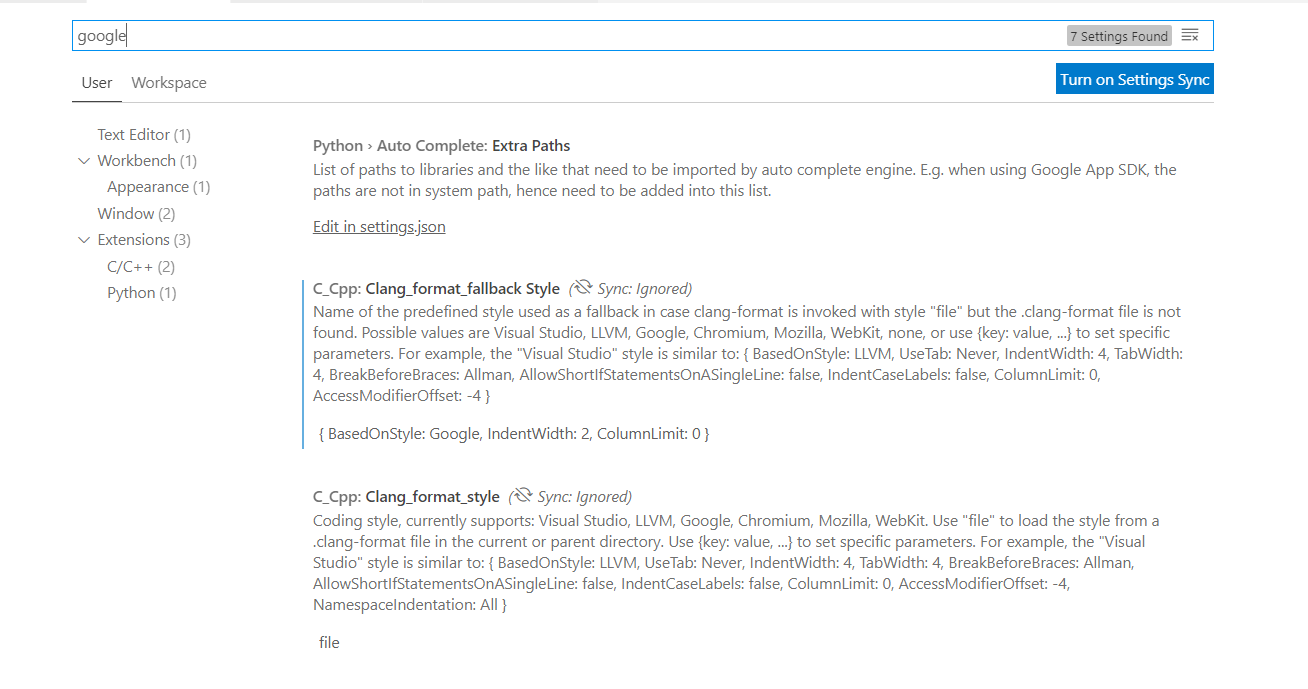 google
7 Settings Found
User Workspace
Turn on Settings Sync
Text Editor (1)
Workbench (1)
Appearance (1)
Window (2)
Extensions (3)
C/C++ (2)
Python (1)
Python › Auto Complete: Extra Paths
List of paths to libraries and the like that need to be imported by auto complete engine. E.g. when using Google App SDK, the
paths are not in system path, hence need to be added into this list.
Edit in settings.json
C_Cpp: Clang_format_fallback Style (Sync: Ignored)
Name of the predefined style used as a fallback in case clang-format is invoked with style "file" but the .clang-format file is not
found. Possible values are Visual Studio, LLVM, Google, Chromium, Mozilla, WebKit, none, or use {key: value, ...} to set specific
parameters. For example, the "Visual Studio" style is similar to: { BasedOnStyle: LLVM, UseTab: Never, IndentWidth: 4, TabWidth:
4, BreakBeforeBraces: Allman, AllowShortIfStatementsOnASingleLine: false, IndentCaseLabels: false, ColumnLimit: 0,
AccessModifierOffset: -4 }
{ BasedOnStyle: Google, IndentWidth: 2, ColumnLimit: 0 }
C_Cpp: Clang_format_style (Sync: Ignored)
Coding style, currently supports: Visual Studio, LLVM, Google, Chromium, Mozilla, WebKit. Use "file" to load the style from a
.clang-format file in the current or parent directory. Use {key: value, ...} to set specific parameters. For example, the "Visual
Studio" style is similar to: { BasedOnStyle: LLVM, UseTab: Never, IndentWidth: 4, TabWidth: 4, BreakBeforeBraces: Allman,
AllowShortIfStatementsOnASingleLine: false, IndentCaseLabels: false, ColumnLimit: 0, AccessModifierOffset: -4,
NamespaceIndentation: All }
file